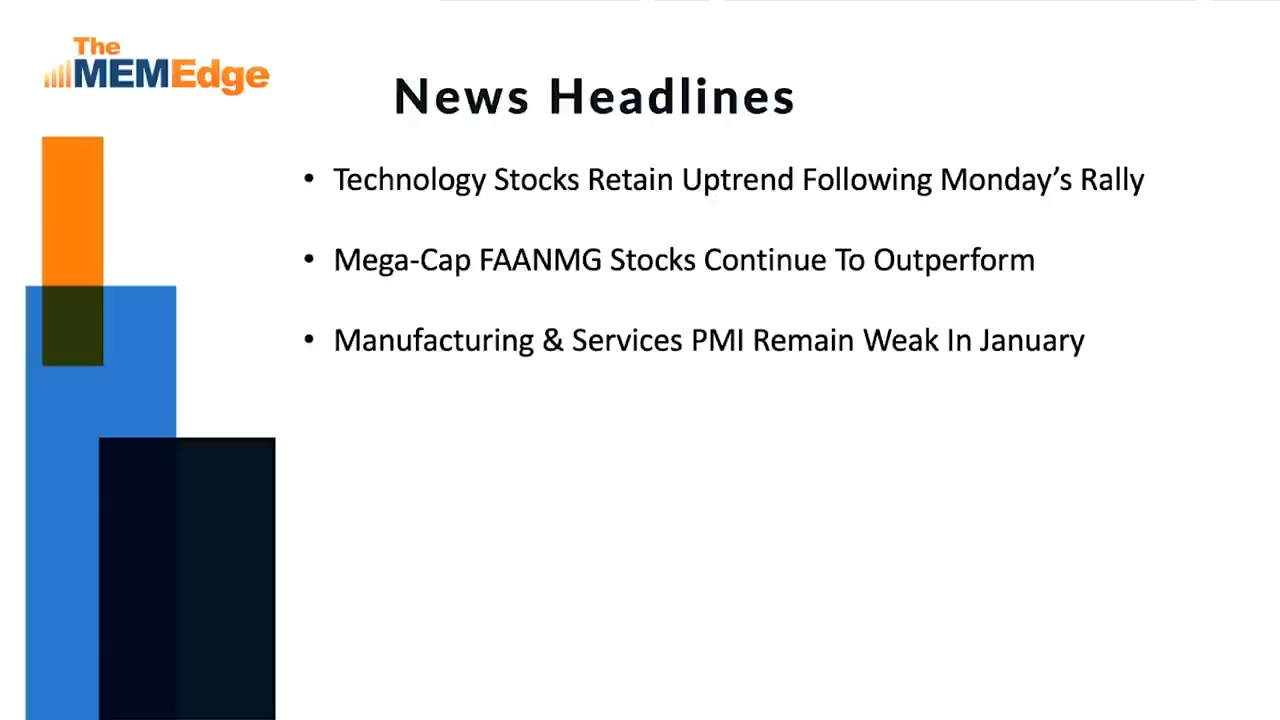 The
MEMEdge
News Headlines
• Technology Stocks Retain Uptrend Following Monday’s Rally
• Mega-Cap FAANMG Stocks Continue To Outperform
• Manufacturing & Services PMI Remain Weak In January